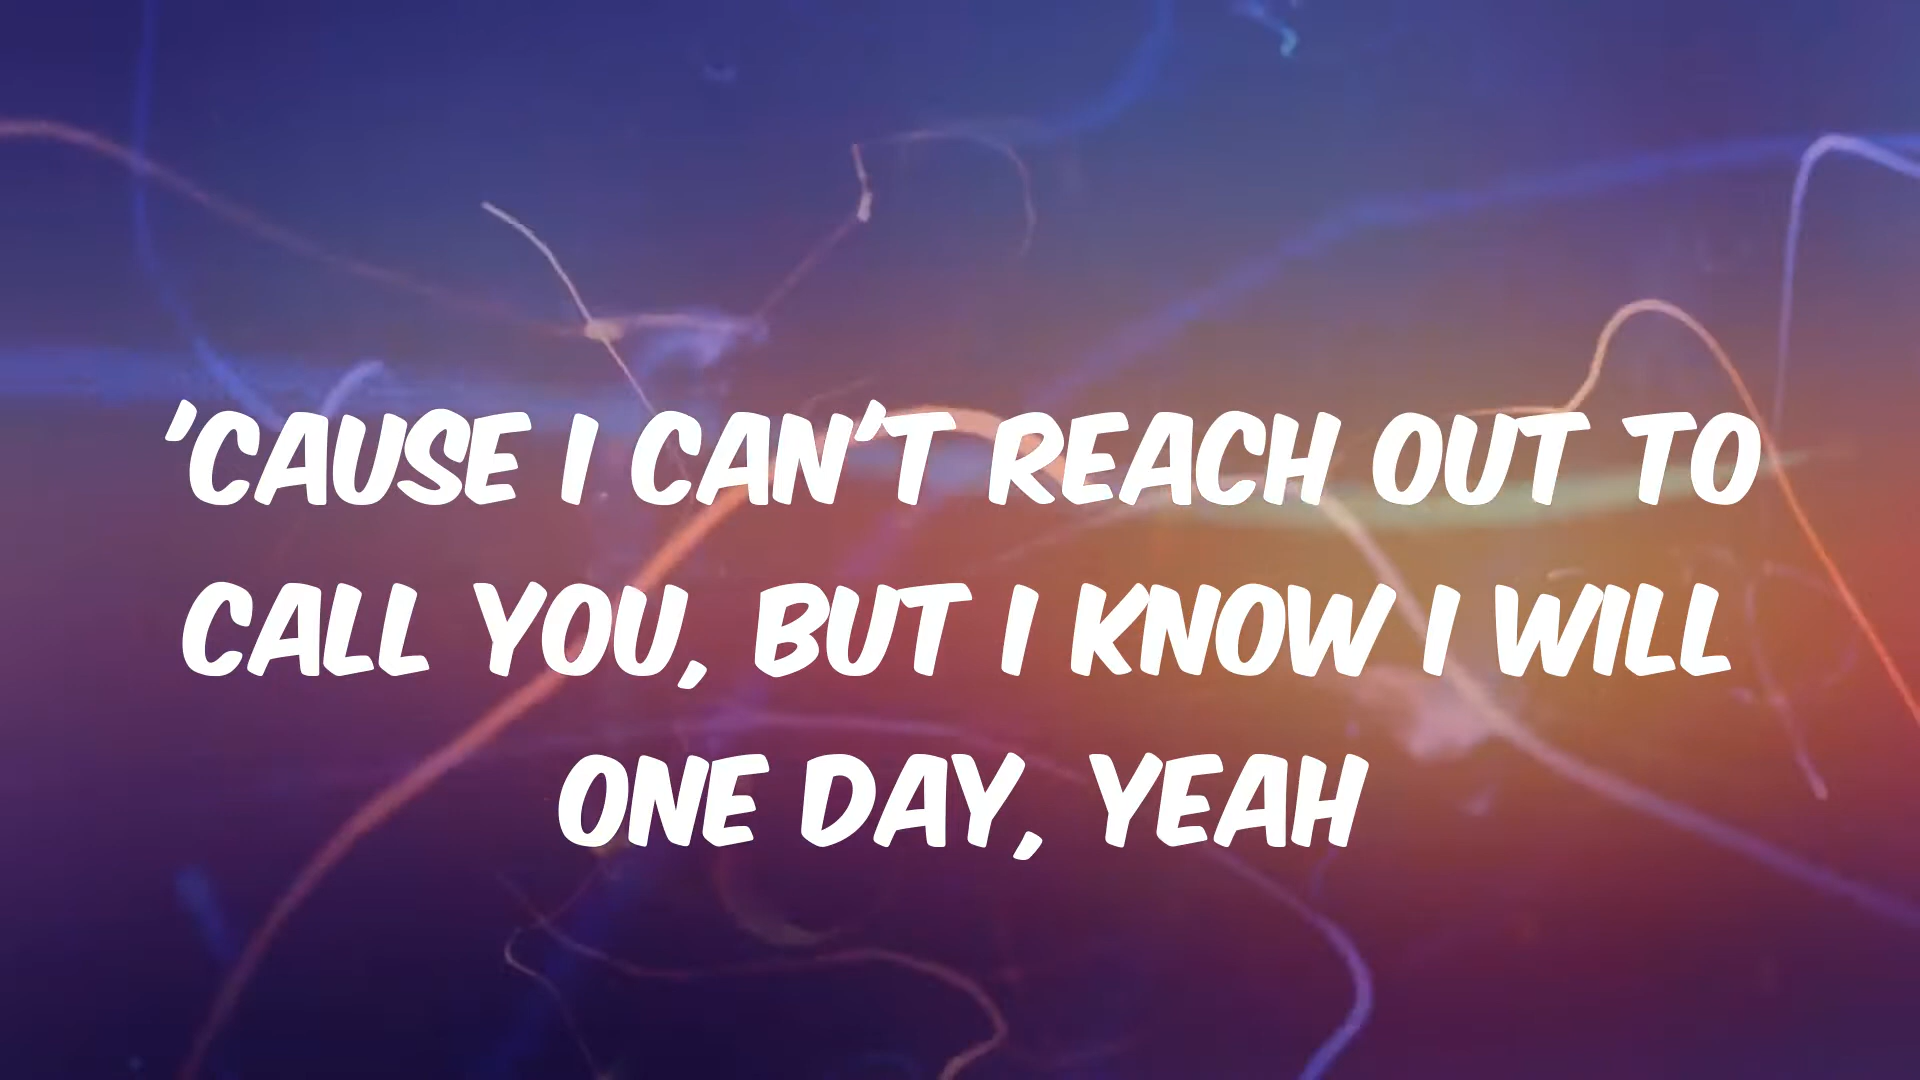 'CAUSE I CAN'T REACH OUT TO
CALL YOU, BUT I KNOW I WILL
ONE DAY, YEAH